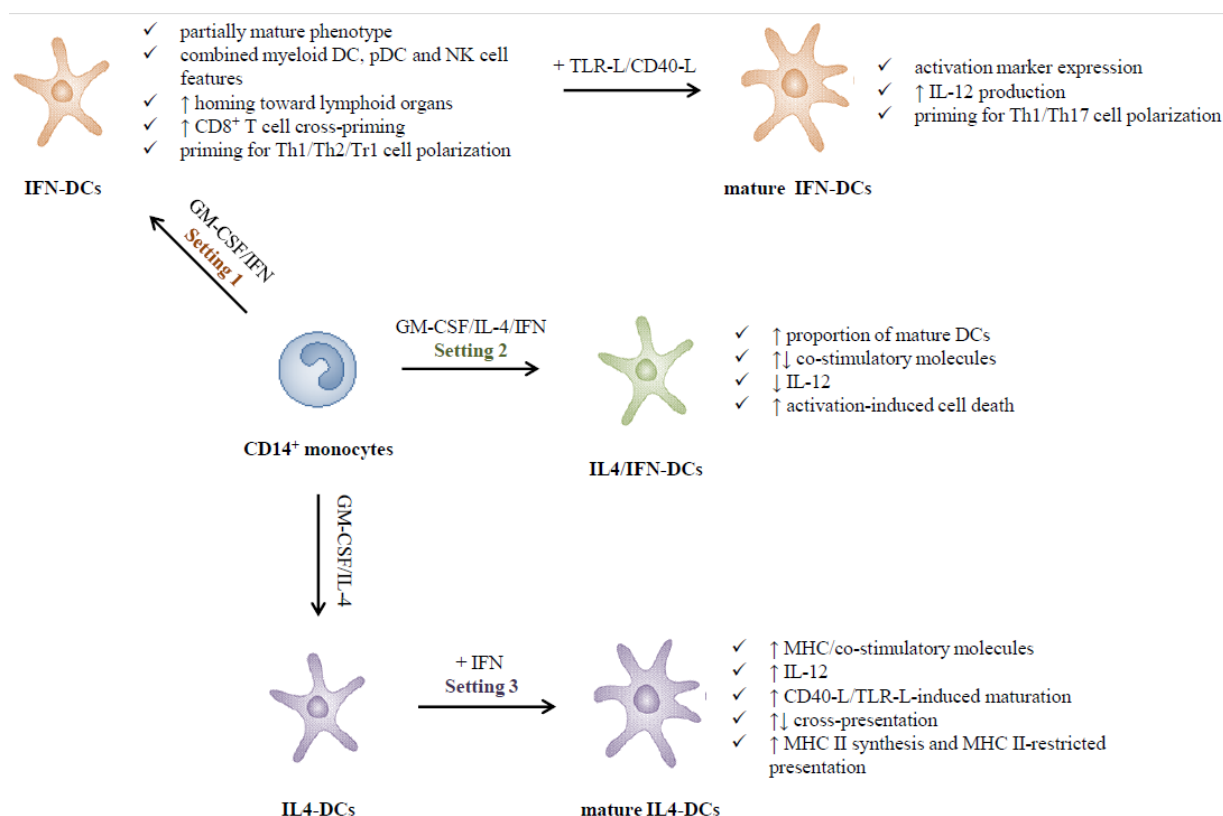 ✓ partially mature phenotype
✓ combined myeloid DC, pDC and NK cell
features
✓ ↑ homing toward lymphoid organs
✓ ↑ CD8⁺ T cell cross-priming
✓ priming for Th1/Th2/Tr1 cell polarization
IFN-DCs
+ TLR-L/CD40-L
✓ activation marker expression
✓ ↑ IL-12 production
✓ priming for Th1/Th17 cell polarization
mature IFN-DCs
GM-CSF/IFN
Setting 1
CD14⁺ monocytes
GM-CSF/IL-4/IFN
Setting 2
✓ ↑ proportion of mature DCs
✓ ↑↓ co-stimulatory molecules
✓ ↓ IL-12
✓ ↑ activation-induced cell death
IL4/IFN-DCs
GM-CSF/IL-4
IL4-DCs
+ IFN
Setting 3
✓ ↑ MHC/co-stimulatory molecules
✓ ↑ IL-12
✓ ↑ CD40-L/TLR-L-induced maturation
✓ ↑↓ cross-presentation
✓ ↑ MHC II synthesis and MHC II-restricted
presentation
mature IL4-DCs